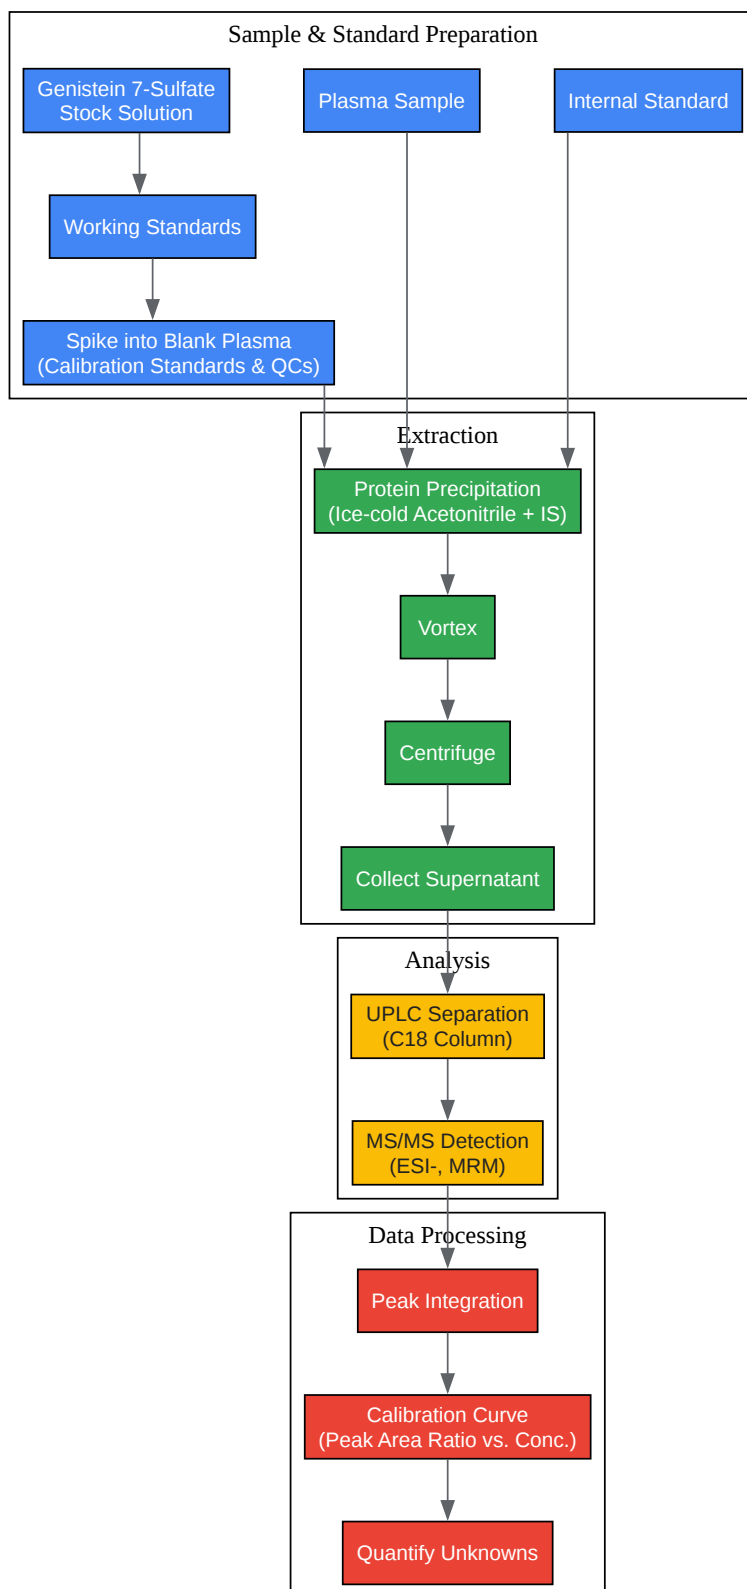 Sample & Standard Preparation
Genistein 7-Sulfate
Stock Solution
Plasma Sample
Internal Standard
Working Standards
Spike into Blank Plasma
(Calibration Standards & QCs)
Extraction
Protein Precipitation
(Ice-cold Acetonitrile + IS)
Vortex
Centrifuge
Collect Supernatant
Analysis
UPLC Separation
(C18 Column)
MS/MS Detection
(ESI-, MRM)
Data Processing
Peak Integration
Calibration Curve
(Peak Area Ratio vs. Conc.)
Quantify Unknowns